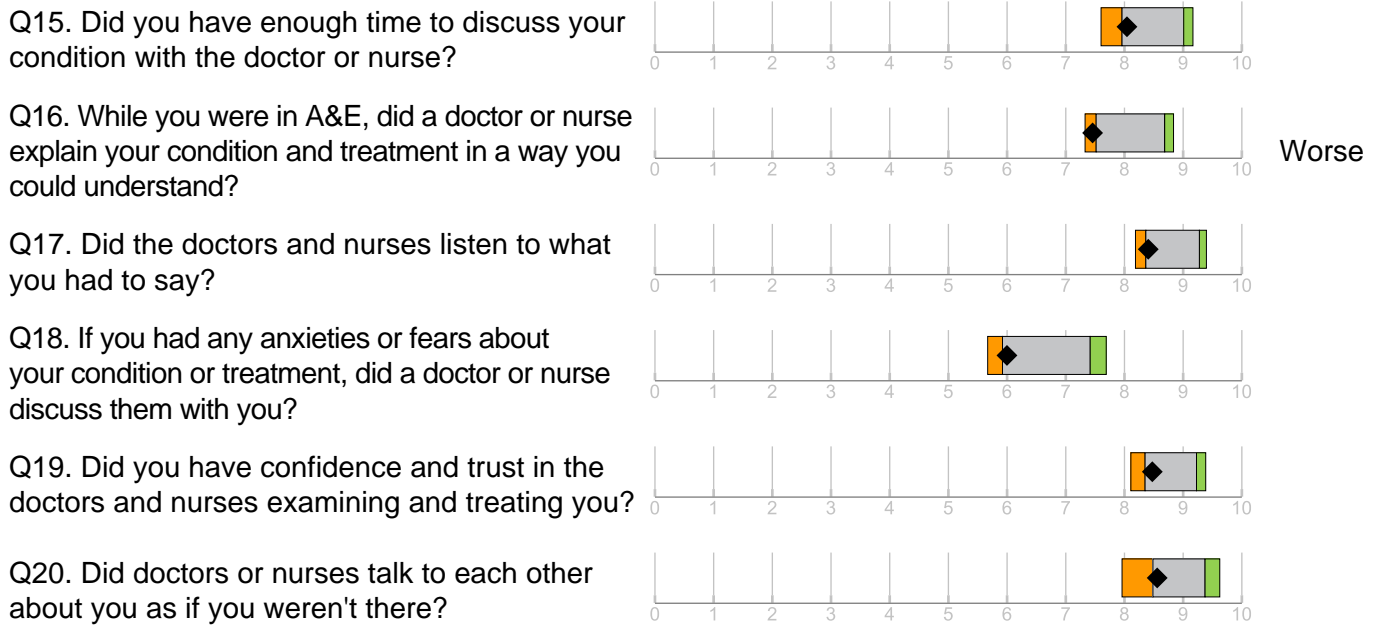 Q15. Did you have enough time to discuss your
condition with the doctor or nurse?
0 1 2 3 4 5 6 7 8 9 10
Q16. While you were in A&E, did a doctor or nurse
explain your condition and treatment in a way you
could understand?
0 1 2 3 4 5 6 7 8 9 10
Worse
Q17. Did the doctors and nurses listen to what
you had to say?
0 1 2 3 4 5 6 7 8 9 10
Q18. If you had any anxieties or fears about
your condition or treatment, did a doctor or nurse
discuss them with you?
0 1 2 3 4 5 6 7 8 9 10
Q19. Did you have confidence and trust in the
doctors and nurses examining and treating you?
0 1 2 3 4 5 6 7 8 9 10
Q20. Did doctors or nurses talk to each other
about you as if you weren't there?
0 1 2 3 4 5 6 7 8 9 10